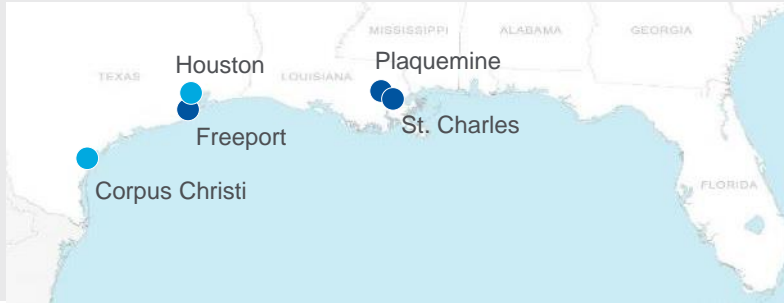 MISSISSIPPI ALABAMA GEORGIA
Houston Plaquemine
TEXAS LOUISIANA
St. Charles
Freeport
Corpus Christi
FLORIDA